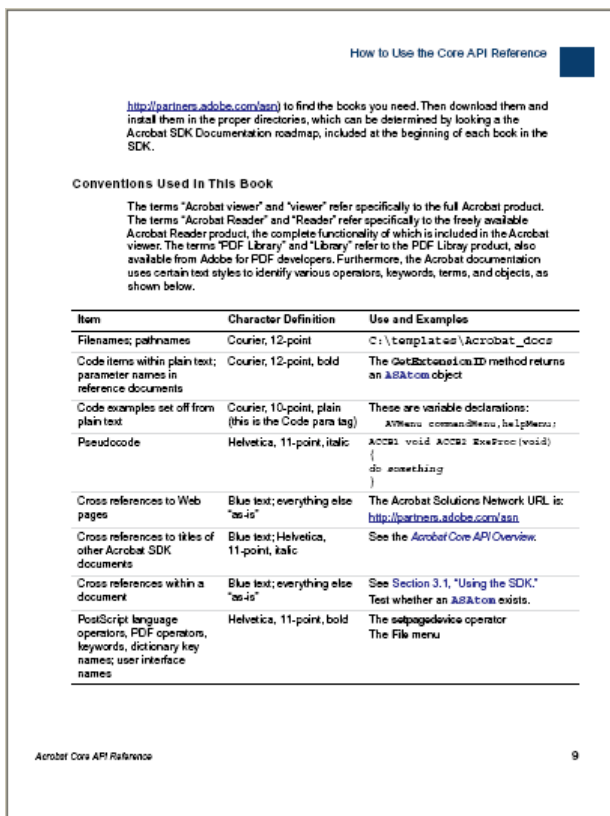 How to Use the Core API Reference
http://partners.adobe.com/asn) to find the books you need. Then download them and
install them in the proper directories, which can be determined by looking a the
Acrobat SDK Documentation roadmap, included at the beginning of each book in the
SDK.
Conventions Used In This Book
The terms “Acrobat viewer” and “viewer” refer specifically to the full Acrobat product.
The terms “Acrobat Reader” and “Reader” refer specifically to the freely available
Acrobat Reader product, the complete functionality of which is included in the Acrobat
viewer. The terms “PDF Library” and “Library” refer to the PDF Libray product, also
available from Adobe for PDF developers. Furthermore, the Acrobat documentation
uses certain text styles to identify various operators, keywords, terms, and objects, as
shown below.
Item Character Definition Use and Examples
Filenames; pathnames Courier, 12-point C:\templates\Acrobat_docs
Code items within plain text; Courier, 12-point, bold The GetExtensionID method returns
parameter names in an ASAtom object
reference documents
Code examples set off from Courier, 10-point, plain These are variable declarations:
plain text (this is the Code para tag) AVMenu commandMenu,helpMenu;
Pseudocode Helvetica, 11-point, italic ACCB1 void ACCB2 ExeProc(void)
{
do something
}
Cross references to Web Blue text; everything else The Acrobat Solutions Network URL is:
pages “as-is” http://partners.adobe.com/asn
Cross references to titles of Blue text; Helvetica, See the Acrobat Core API Overview.
other Acrobat SDK 11-point, italic
documents
Cross references within a Blue text; everything else See Section 3.1, “Using the SDK.”
document “as-is” Test whether an ASAtom exists.
PostScript language Helvetica, 11-point, bold The setpagedevice operator
operators, PDF operators, The File menu
keywords, dictionary key
names; user interface
names
Acrobat Core API Reference 9